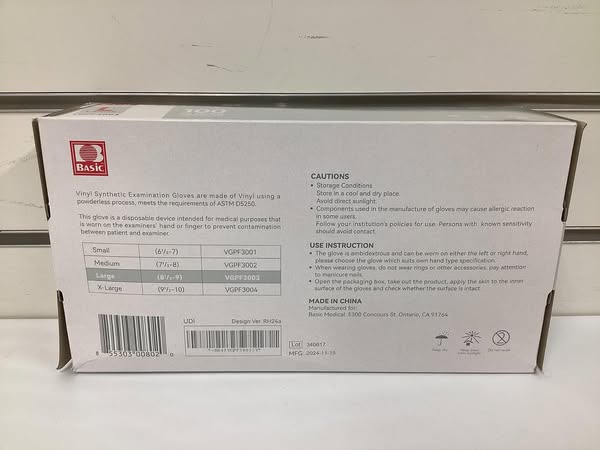 100
BASIC
Vinyl Synthetic Examination Gloves are made of Vinyl using a
powderless process, meets the requirements of ASTM D5250.
This glove is a disposable device intended for medical purposes that
is worn on the examiners' hand or finger to prevent contamination
between patient and examiner.
Small (6½-7) VGPF3001
Medium (7½-8) VGPF3002
Large (8½-9) VGPF3003
X-Large (9½-10) VGPF3004
8 55303 00802 0
UDI Design Ver. RH26a
CAUTIONS
• Storage Conditions
Store in a cool and dry place.
Avoid direct sunlight.
• Components used in the manufacture of gloves may cause allergic reaction
in some users.
Follow your institution's policies for use. Persons with known sensitivity
should avoid contact.
USE INSTRUCTION
• The glove is ambidextrous and can be worn on either the left or right hand,
please choose the glove which suits own hand type specification.
• When wearing gloves, do not wear rings or other accessories, pay attention
to manicure nails.
• Open the packaging box, take out the product, apply the skin to the inner
surface of the gloves and check whether the surface is intact.
MADE IN CHINA
Manufactured for:
Basic Medical. 5300 Concours St. Ontario, CA 91764
Lot 340817
MFG. 2024-11-15
Keep dry
Do not reuse